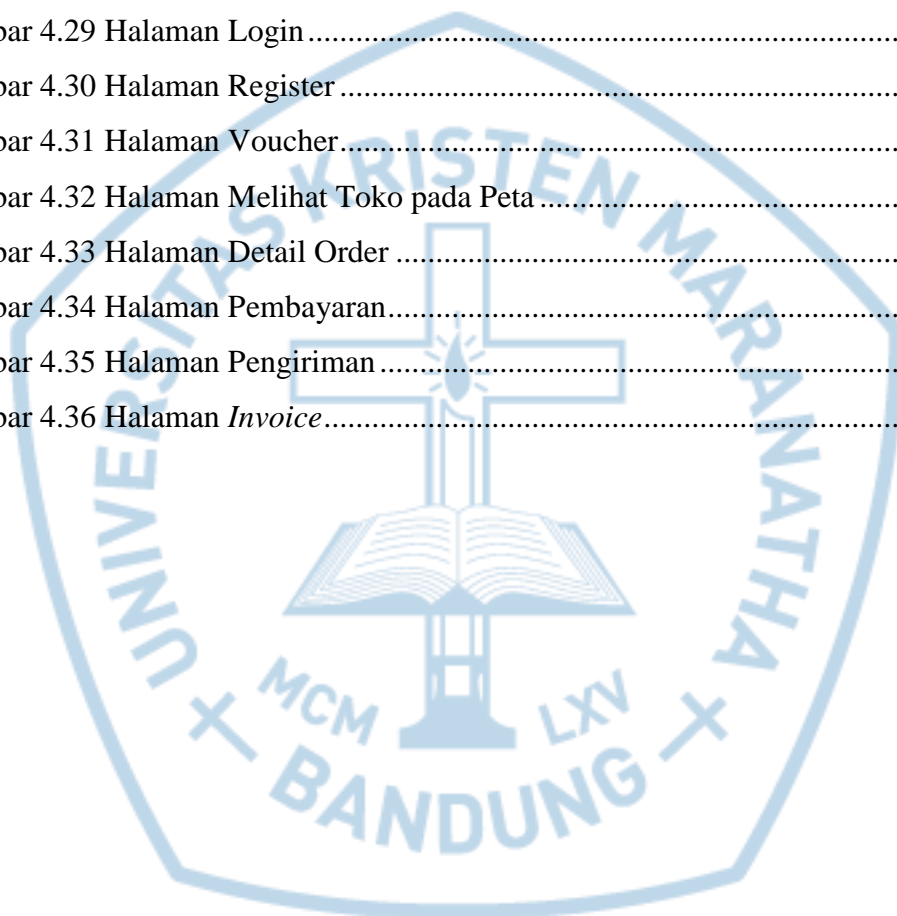 bar 4.29 Halaman Login ........................................................................
bar 4.30 Halaman Register ....................................................................
bar 4.31 Halaman Voucher....................................................................
bar 4.32 Halaman Melihat Toko pada Peta ............................................
bar 4.33 Halaman Detail Order .............................................................
bar 4.34 Halaman Pembayaran...............................................................
bar 4.35 Halaman Pengiriman ...............................................................
bar 4.36 Halaman Invoice......................................................................
UNIVERSITAS KRISTEN MARANATHA
MCM LXV
BANDUNG